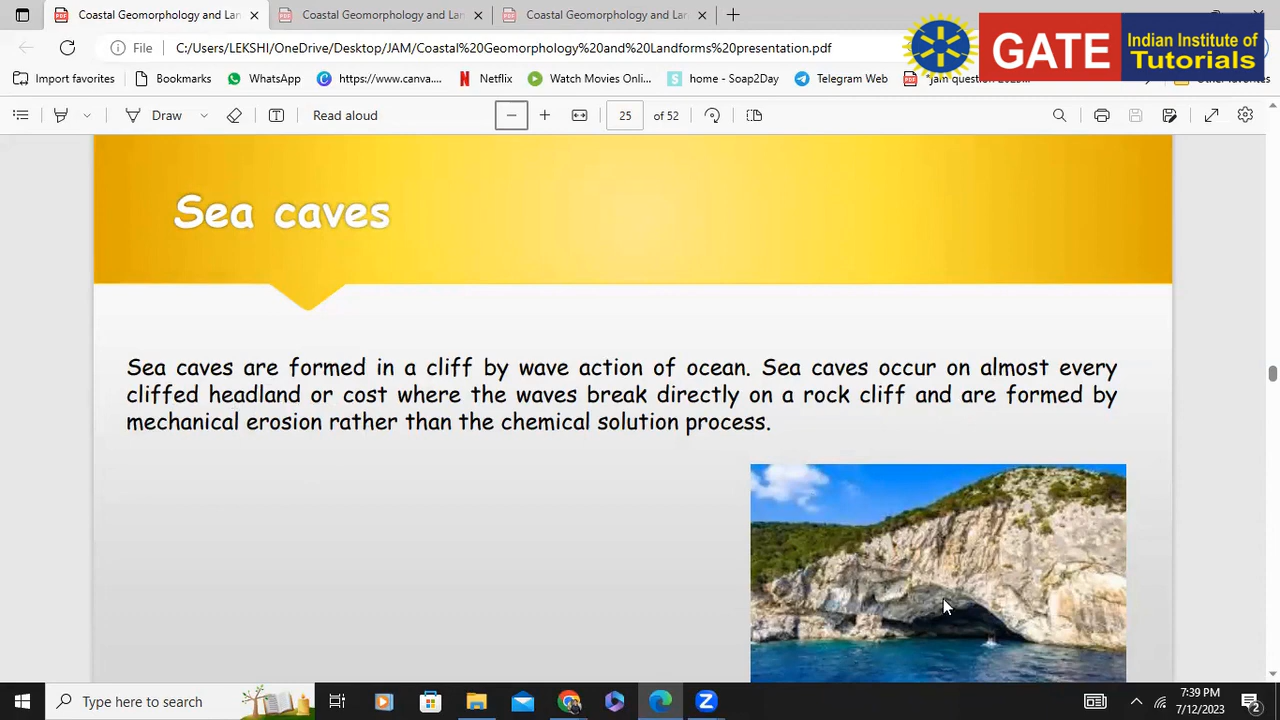 Coastal Geomorphology and Lan
Coastal Geomorphology and Lan
Coastal Geomorphology and Lan
File
C:/Users/LEKSHI/OneDrive/Desktop/JAM/Coastal%20Geomorphology%20and%20Landforms%20presentation.pdf
GATE
Indian Institute of
Tutorials
Import favorites
Bookmarks
WhatsApp
https://www.canva....
Netflix
Watch Movies Onli...
home - Soap2Day
Telegram Web
Draw
Read aloud
25
of 52
Sea caves
Sea caves are formed in a cliff by wave action of ocean. Sea caves occur on almost every
cliffed headland or cost where the waves break directly on a rock cliff and are formed by
mechanical erosion rather than the chemical solution process.
Type here to search
7:39 PM
7/12/2023
2